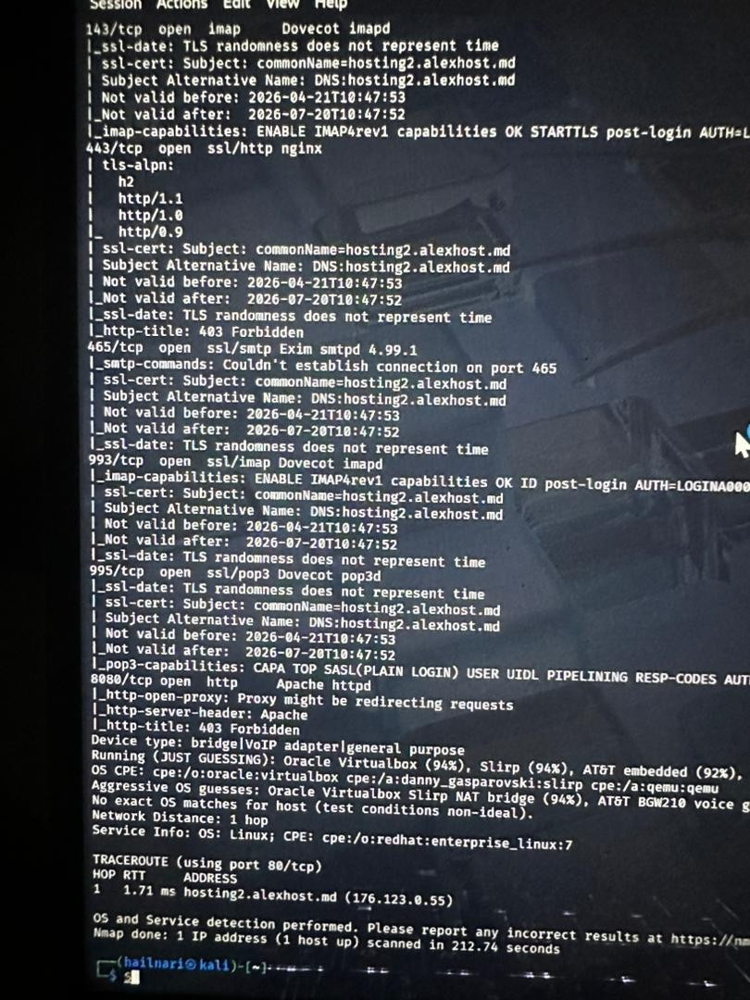 Session Actions Edit View Help
143/tcp open imap Dovecot imapd
|_ssl-date: TLS randomness does not represent time
| ssl-cert: Subject: commonName=hosting2.alexhost.md
| Subject Alternative Name: DNS:hosting2.alexhost.md
| Not valid before: 2026-04-21T10:47:53
|_Not valid after: 2026-07-20T10:47:52
|_imap-capabilities: ENABLE IMAP4rev1 capabilities OK STARTTLS post-login AUTH=L
443/tcp open ssl/http nginx
| tls-alpn:
| h2
| http/1.1
| http/1.0
|_ http/0.9
| ssl-cert: Subject: commonName=hosting2.alexhost.md
| Subject Alternative Name: DNS:hosting2.alexhost.md
| Not valid before: 2026-04-21T10:47:53
|_Not valid after: 2026-07-20T10:47:52
|_ssl-date: TLS randomness does not represent time
|_http-title: 403 Forbidden
465/tcp open ssl/smtp Exim smtpd 4.99.1
|_smtp-commands: Couldn't establish connection on port 465
| ssl-cert: Subject: commonName=hosting2.alexhost.md
| Subject Alternative Name: DNS:hosting2.alexhost.md
| Not valid before: 2026-04-21T10:47:53
|_Not valid after: 2026-07-20T10:47:52
|_ssl-date: TLS randomness does not represent time
993/tcp open ssl/imap Dovecot imapd
|_imap-capabilities: ENABLE IMAP4rev1 capabilities OK ID post-login AUTH=LOGINA000
| ssl-cert: Subject: commonName=hosting2.alexhost.md
| Subject Alternative Name: DNS:hosting2.alexhost.md
| Not valid before: 2026-04-21T10:47:53
|_Not valid after: 2026-07-20T10:47:52
|_ssl-date: TLS randomness does not represent time
995/tcp open ssl/pop3 Dovecot pop3d
|_ssl-date: TLS randomness does not represent time
| ssl-cert: Subject: commonName=hosting2.alexhost.md
| Subject Alternative Name: DNS:hosting2.alexhost.md
| Not valid before: 2026-04-21T10:47:53
|_Not valid after: 2026-07-20T10:47:52
|_pop3-capabilities: CAPA TOP SASL(PLAIN LOGIN) USER UIDL PIPELINING RESP-CODES AUT
8080/tcp open http Apache httpd
|_http-open-proxy: Proxy might be redirecting requests
|_http-server-header: Apache
|_http-title: 403 Forbidden
Device type: bridge|VoIP adapter|general purpose
Running (JUST GUESSING): Oracle Virtualbox (94%), Slirp (94%), AT&T embedded (92%),
OS CPE: cpe:/o:oracle:virtualbox cpe:/a:danny_gasparovski:slirp cpe:/a:qemu:qemu
Aggressive OS guesses: Oracle Virtualbox Slirp NAT bridge (94%), AT&T BGW210 voice g
No exact OS matches for host (test conditions non-ideal).
Network Distance: 1 hop
Service Info: OS: Linux; CPE: cpe:/o:redhat:enterprise_linux:7
TRACEROUTE (using port 80/tcp)
HOP RTT ADDRESS
1 1.71 ms hosting2.alexhost.md (176.123.0.55)
OS and Service detection performed. Please report any incorrect results at https://nm
Nmap done: 1 IP address (1 host up) scanned in 212.74 seconds
(hailnari㉿kali)-[~]
$ S